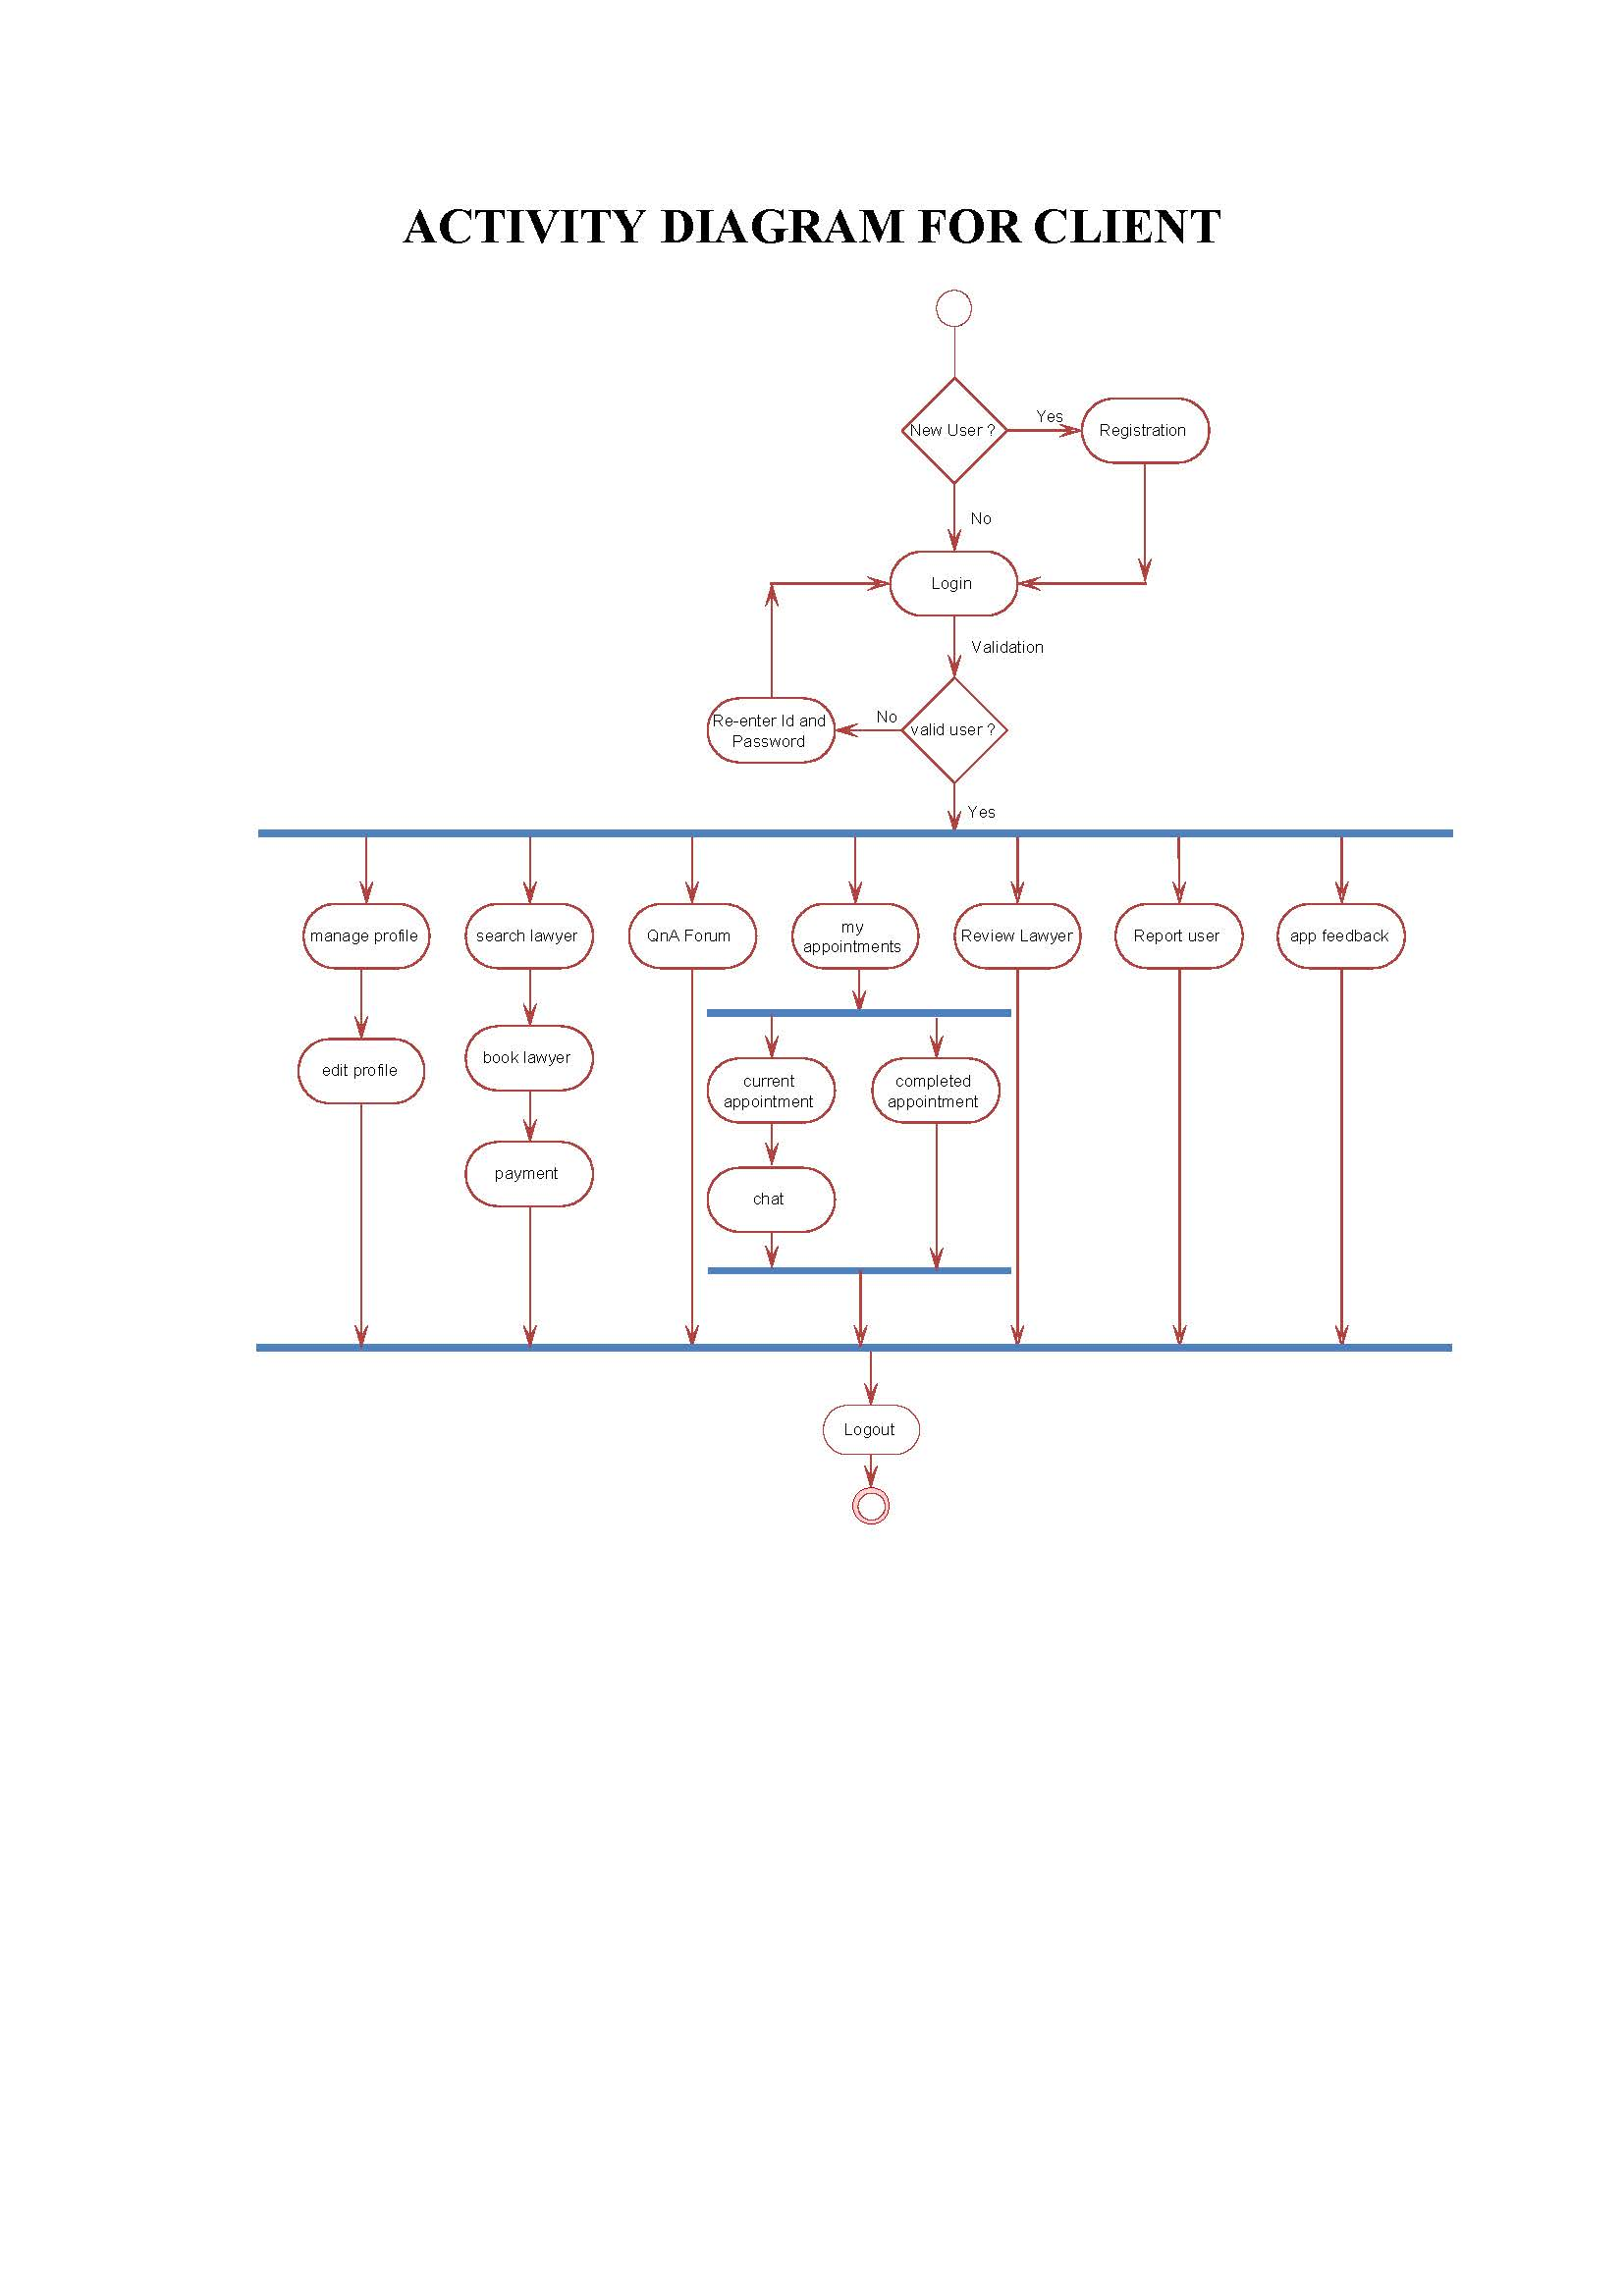 ACTIVITY DIAGRAM FOR CLIENT
New User ?
Yes
Registration
No
Login
Validation
Re-enter Id and
Password
No
valid user ?
Yes
manage profile
search lawyer
QnA Forum
my
appointments
Review Lawyer
Report user
app feedback
edit profile
book lawyer
payment
current
appointment
completed
appointment
chat
Logout